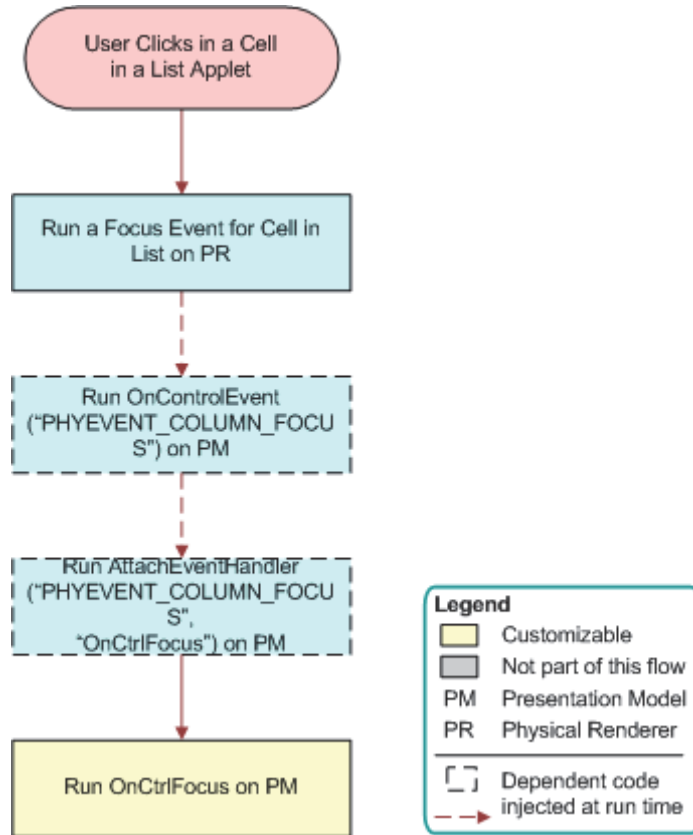 User Clicks in a Cell
in a List Applet
Run a Focus Event for Cell in
List on PR
Run OnControlEvent
(“PHYEVENT_COLUMN_FOCU
S”) on PM
Run AttachEventHandler
(“PHYEVENT_COLUMN_FOCU
S”,
“OnCtrlFocus”) on PM
Run OnCtrlFocus on PM
Legend
Customizable
Not part of this flow
PM Presentation Model
PR Physical Renderer
Dependent code
injected at run time